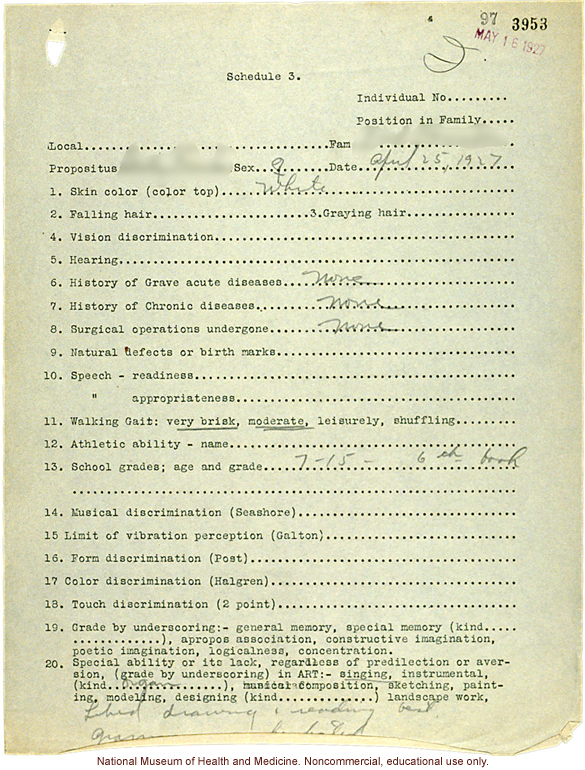 97 3953
MAY 16 1927
Schedule 3.
Individual No.........
Position in Family.....
Local.......................................Fam
Propositus Sex..♀....Date..April 25, 1927
1. Skin color (color top)......White..............................
2. Falling hair.........................3.Graying hair.................
4. Vision discrimination..............................................
5. Hearing............................................................
6. History of Grave acute diseases....None............................
7. History of Chronic diseases........None............................
8. Surgical operations undergone......None............................
9. Natural defects or birth marks.....................................
10. Speech - readiness................................................
" appropriateness.............................................
11. Walking Gait: very brisk, moderate, leisurely, shuffling.........
12. Athletic ability - name...........................................
13. School grades; age and grade....7-15 - 6th book
......................................................................
14. Musical discrimination (Seashore).................................
15 Limit of vibration perception (Galton).............................
16. Form discrimination (Post)........................................
17 Color discrimination (Halgren).....................................
18. Touch discrimination (2 point)....................................
19. Grade by underscoring:- general memory, special memory (kind.....
.............), apropos association, constructive imagination,
poetic imagination, logicalness, concentration.
20. Special ability or its lack, regardless of predilection or aver-
sion, (grade by underscoring) in ART:- singing, instrumental,
(kind...organ..........), musical composition, sketching, paint-
ing, modeling, designing (kind.............) landscape work,
Liked drawing & reading best.
National Museum of Health and Medicine. Noncommercial, educational use only.